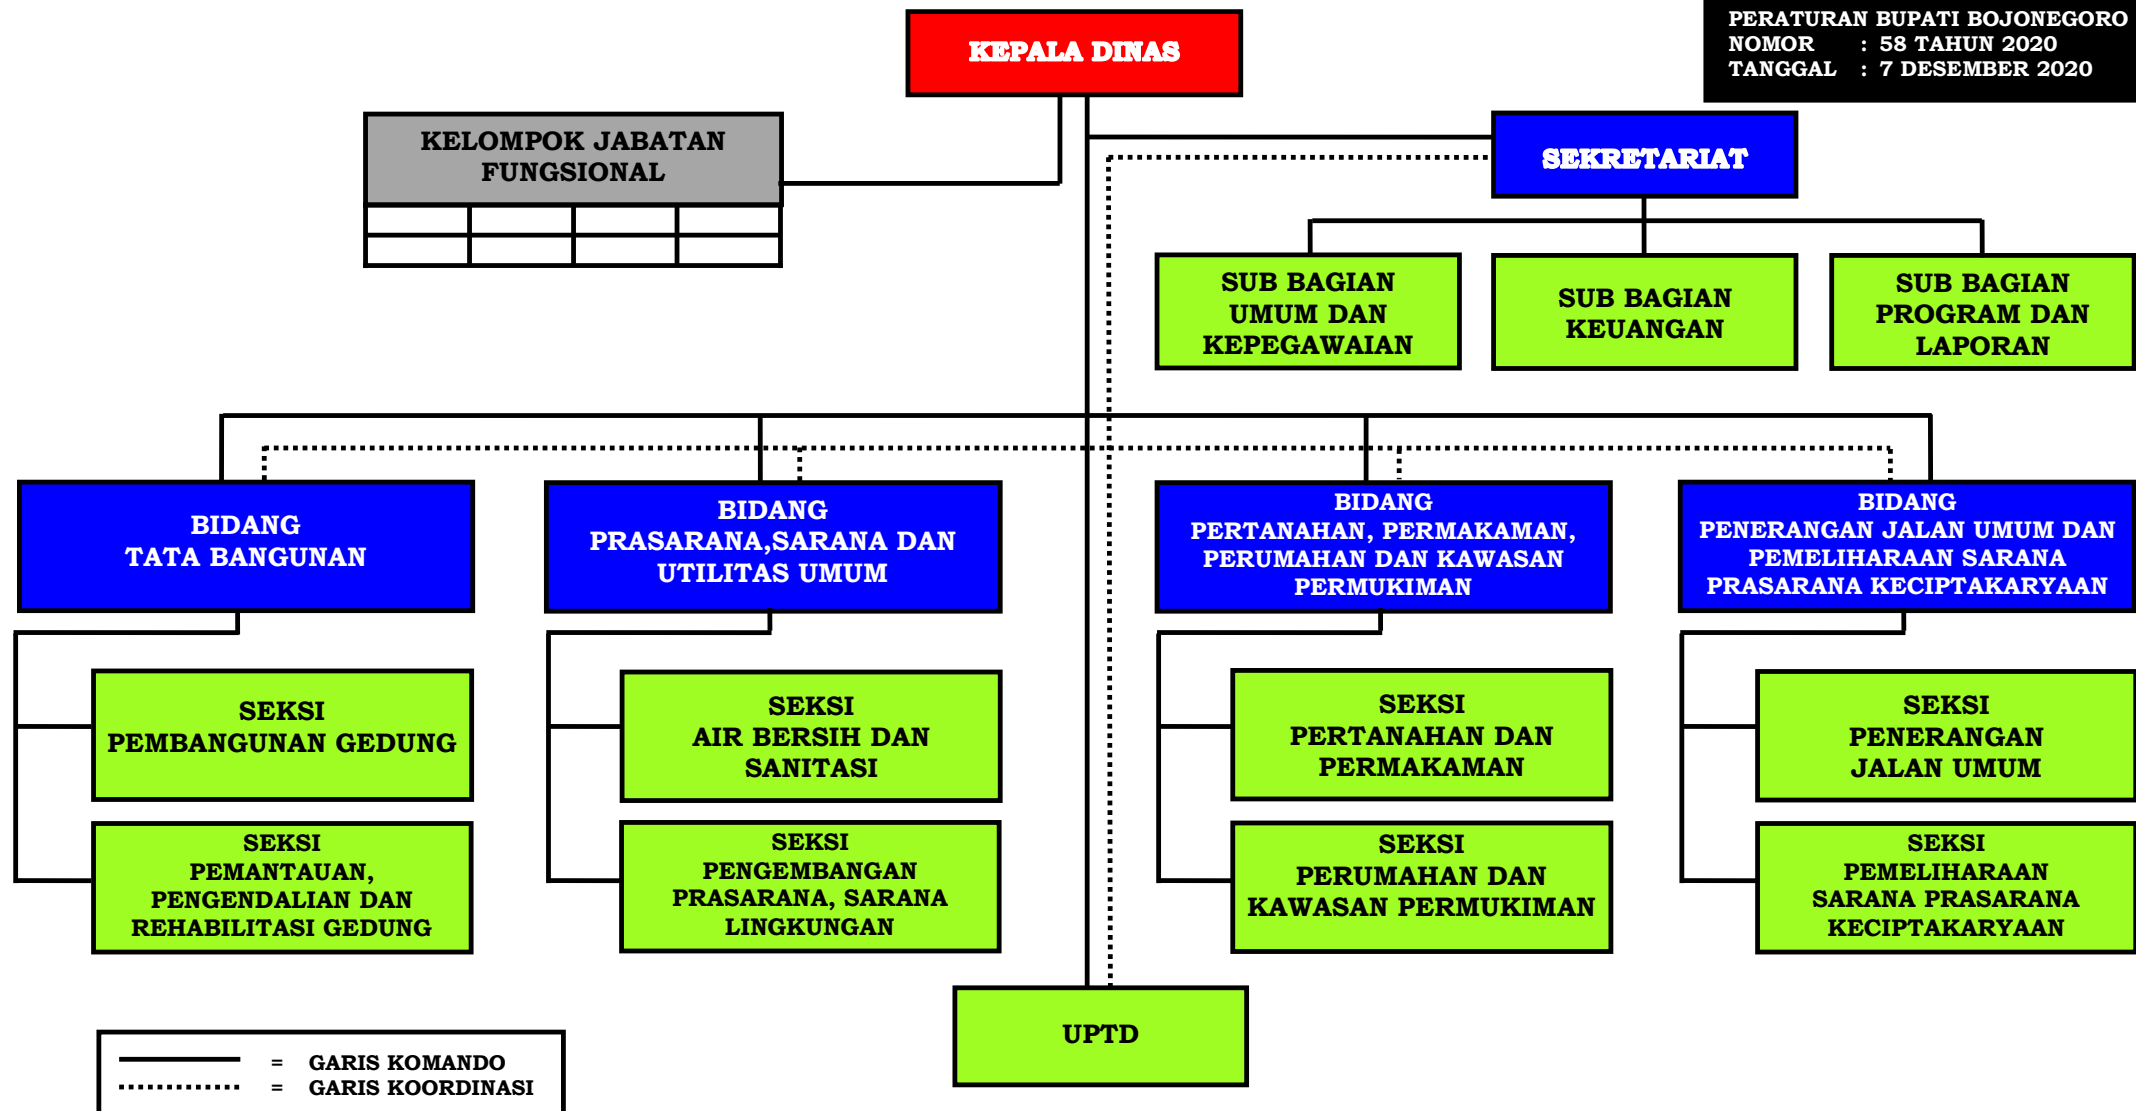 PERATURAN BUPATI BOJONEGORO
NOMOR : 58 TAHUN 2020
TANGGAL : 7 DESEMBER 2020
KEPALA DINAS
KELOMPOK JABATAN
FUNGSIONAL
SEKRETARIAT
SUB BAGIAN
UMUM DAN
KEPEGAWAIAN
SUB BAGIAN
KEUANGAN
SUB BAGIAN
PROGRAM DAN
LAPORAN
BIDANG
TATA BANGUNAN
BIDANG
PRASARANA,SARANA DAN
UTILITAS UMUM
BIDANG
PERTANAHAN, PERMAKAMAN,
PERUMAHAN DAN KAWASAN
PERMUKIMAN
BIDANG
PENERANGAN JALAN UMUM DAN
PEMELIHARAAN SARANA
PRASARANA KECIPTAKARYAAN
SEKSI
PEMBANGUNAN GEDUNG
SEKSI
AIR BERSIH DAN
SANITASI
SEKSI
PERTANAHAN DAN
PERMAKAMAN
SEKSI
PENERANGAN
JALAN UMUM
SEKSI
PEMANTAUAN,
PENGENDALIAN DAN
REHABILITASI GEDUNG
SEKSI
PENGEMBANGAN
PRASARANA, SARANA
LINGKUNGAN
SEKSI
PERUMAHAN DAN
KAWASAN PERMUKIMAN
SEKSI
PEMELIHARAAN
SARANA PRASARANA
KECIPTAKARYAAN
UPTD
= GARIS KOMANDO
= GARIS KOORDINASI